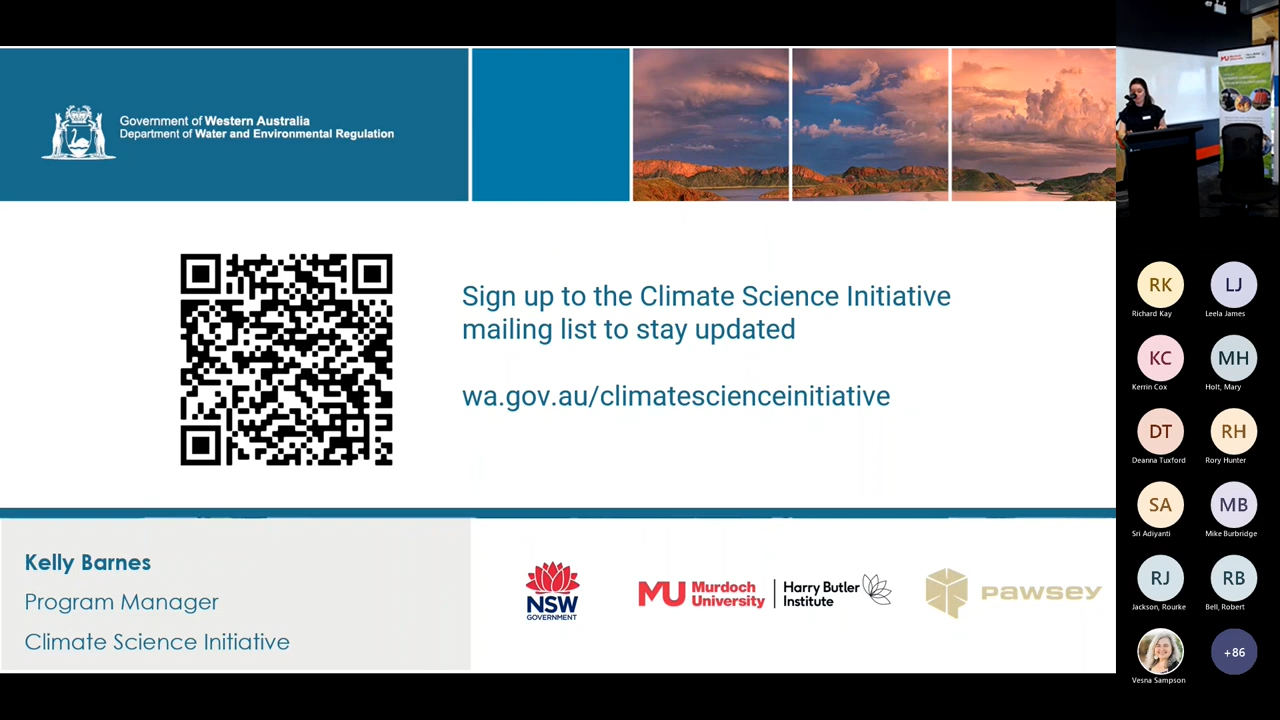 Government of Western Australia
Department of Water and Environmental Regulation
Sign up to the Climate Science Initiative
mailing list to stay updated
wa.gov.au/climatescienceinitiative
Kelly Barnes
Program Manager
Climate Science Initiative
NSW
GOVERNMENT
MU Murdoch
University
Harry Butler
Institute
PAWSEY
MU Murdoch
University
RK
Richard Kay
LJ
Leela James
KC
Kerrin Cox
MH
Holt, Mary
DT
Deanna Tuxford
RH
Rory Hunter
SA
Sri Adiyanti
MB
Mike Burbridge
RJ
Jackson, Rourke
RB
Bell, Robert
Vesna Sampson
+86